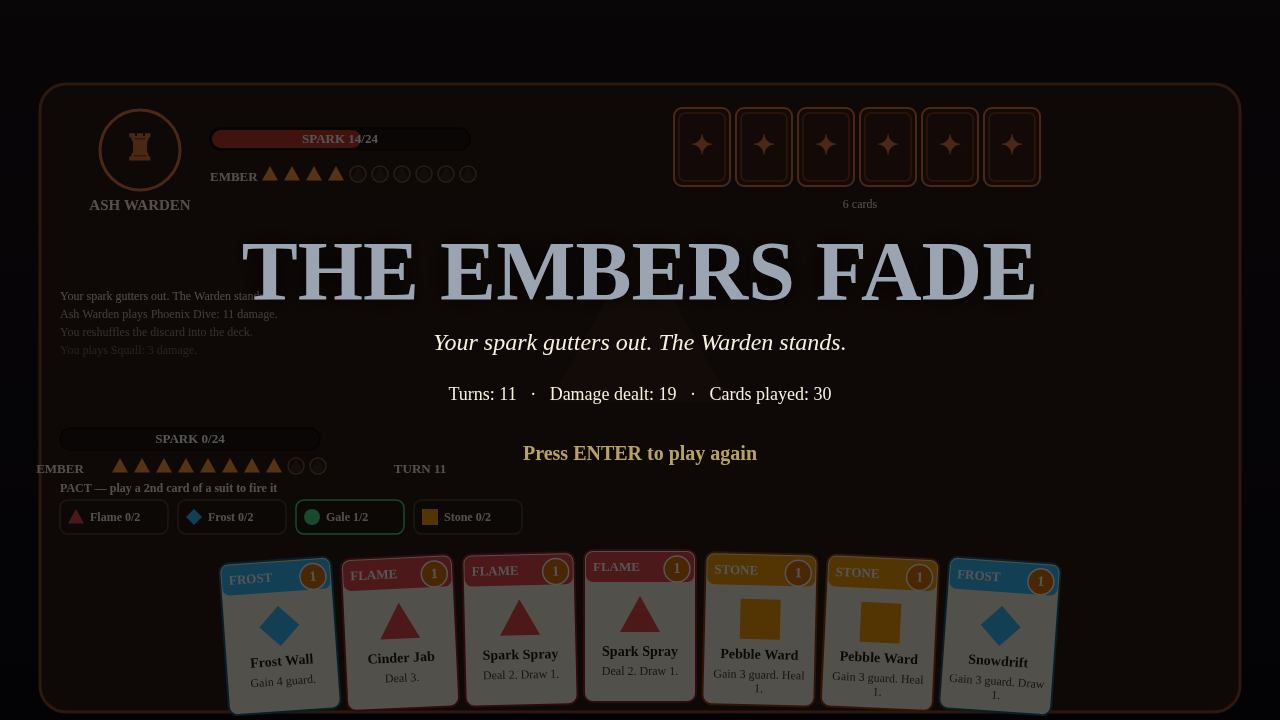 SPARK 14/24
EMBER
ASH WARDEN
6 cards
THE EMBERS FADE
Your spark gutters out. The Warden stands.
Turns: 11 · Damage dealt: 19 · Cards played: 30
Press ENTER to play again
Your spark gutters out. The Warden stand
Ash Warden plays Phoenix Dive: 11 damage.
You reshuffles the discard into the deck.
You plays Squall: 3 damage.
SPARK 0/24
EMBER
TURN 11
PACT — play a 2nd card of a suit to fire it
Flame 0/2
Frost 0/2
Gale 1/2
Stone 0/2
FROST 1
Frost Wall
Gain 4 guard.
FLAME 1
Cinder Jab
Deal 3.
FLAME 1
Spark Spray
Deal 2. Draw 1.
FLAME 1
Spark Spray
Deal 2. Draw 1.
STONE 1
Pebble Ward
Gain 3 guard. Heal
1.
STONE 1
Pebble Ward
Gain 3 guard. Heal
1.
FROST 1
Snowdrift
Gain 3 guard. Draw
1.